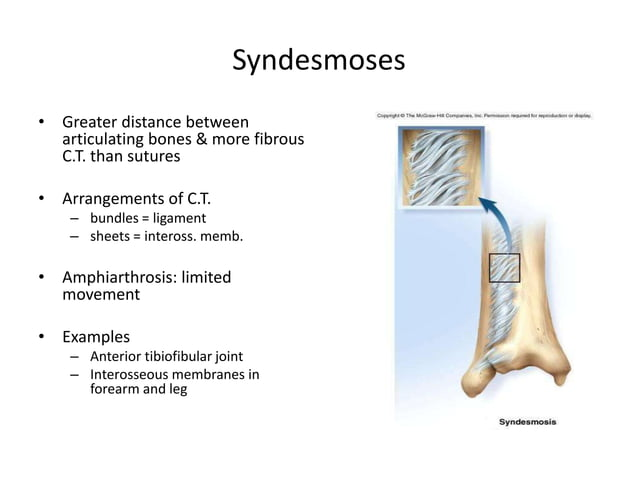 Syndesmoses
• Greater distance between
articulating bones & more fibrous
C.T. than sutures
• Arrangements of C.T.
– bundles = ligament
– sheets = inteross. memb.
• Amphiarthrosis: limited
movement
• Examples
– Anterior tibiofibular joint
– Interosseous membranes in
forearm and leg
Copyright © The McGraw-Hill Companies, Inc. Permission required for reproduction or display.
Syndesmosis